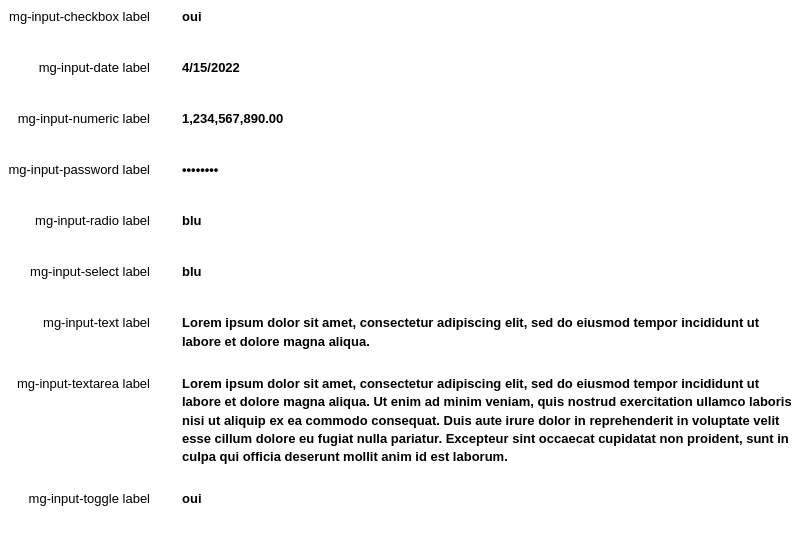 mg-input-checkbox label oui
mg-input-date label 4/15/2022
mg-input-numeric label 1,234,567,890.00
mg-input-password label ••••••••
mg-input-radio label blu
mg-input-select label blu
mg-input-text label Lorem ipsum dolor sit amet, consectetur adipiscing elit, sed do eiusmod tempor incididunt ut
labore et dolore magna aliqua.
mg-input-textarea label Lorem ipsum dolor sit amet, consectetur adipiscing elit, sed do eiusmod tempor incididunt ut
labore et dolore magna aliqua. Ut enim ad minim veniam, quis nostrud exercitation ullamco laboris
nisi ut aliquip ex ea commodo consequat. Duis aute irure dolor in reprehenderit in voluptate velit
esse cillum dolore eu fugiat nulla pariatur. Excepteur sint occaecat cupidatat non proident, sunt in
culpa qui officia deserunt mollit anim id est laborum.
mg-input-toggle label oui